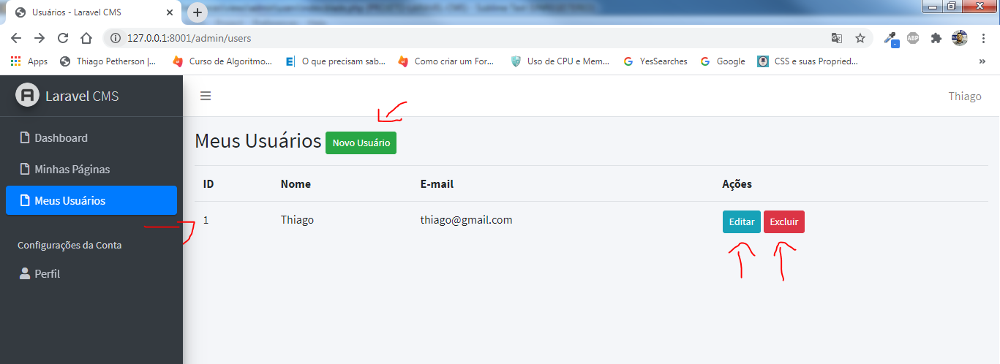 Usuários - Laravel CMS
127.0.0.1:8001/admin/users
Apps Thiago Petherson |... Curso de Algoritmo... O que precisam sab... Como criar um For... Uso de CPU e Mem... YesSearches Google CSS e suas Propried... »
Laravel CMS
Thiago
Dashboard
Minhas Páginas
Meus Usuários
Configurações da Conta
Perfil
Meus Usuários Novo Usuário
ID Nome E-mail Ações
1 Thiago thiago@gmail.com Editar Excluir